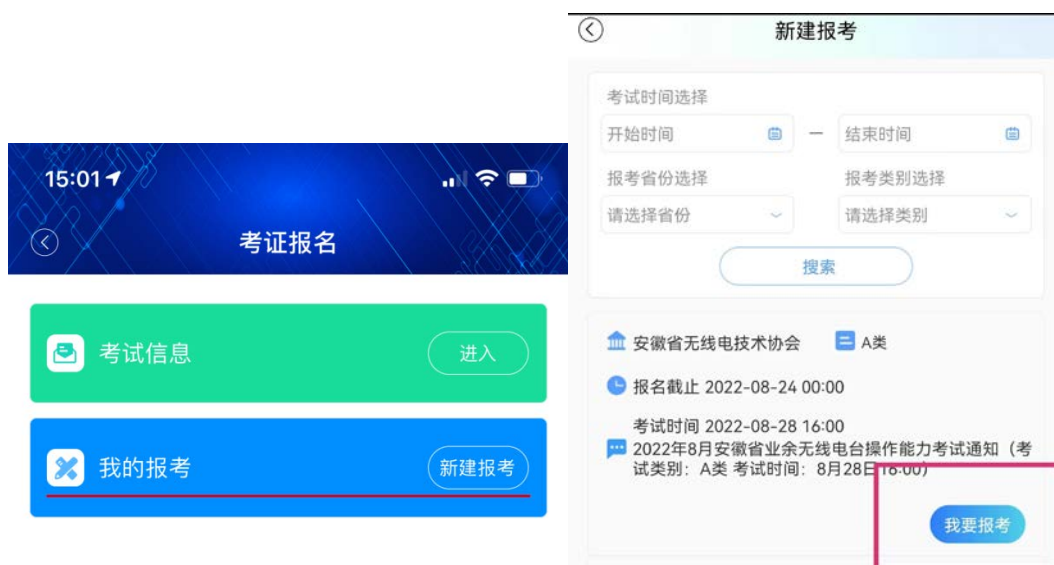 15:01
考证报名
考试信息
进入
我的报考
新建报考
新建报考
考试时间选择
开始时间 — 结束时间
报考省份选择 报考类别选择
请选择省份 请选择类别
搜索
安徽省无线电技术协会 A类
报名截止 2022-08-24 00:00
考试时间 2022-08-28 16:00
2022年8月安徽省业余无线电台操作能力考试通知（考
试类别：A类 考试时间：8月28日16:00）
我要报考